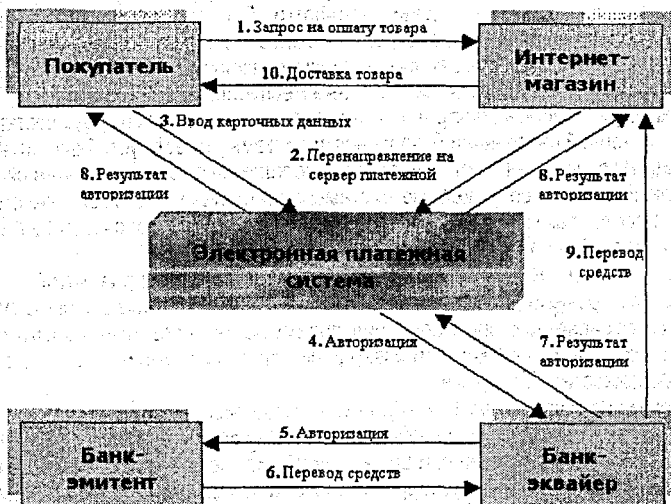 1. Запрос на оплату товара
Покупатель
Интернет-
магазин
10. Доставка товара
3. Ввод карточных данных
2. Перенаправление на
сервер платежной
8. Результат
авторизации
8. Результат
авторизации
Электронная платежная
система
9. Перевод
средств
4. Авторизация
7. Результат
авторизации
5. Авторизация
Банк-
эмитент
6. Перевод средств
Банк-
эквайер